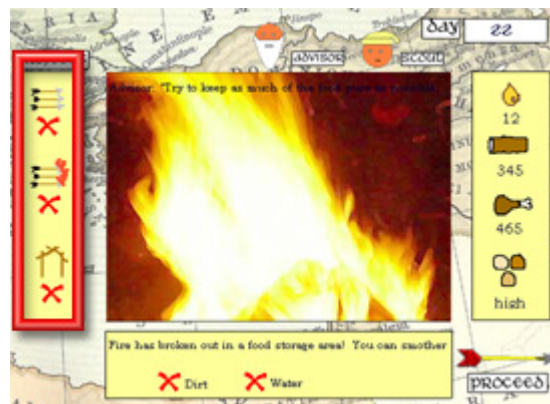 Day 22
ADVISOR
SCOUT
Advisor: "Try to keep as much of the food pure as possible.
12
345
465
high
Fire has broken out in a food storage area! You can smother
Dirt Water
PROCEED